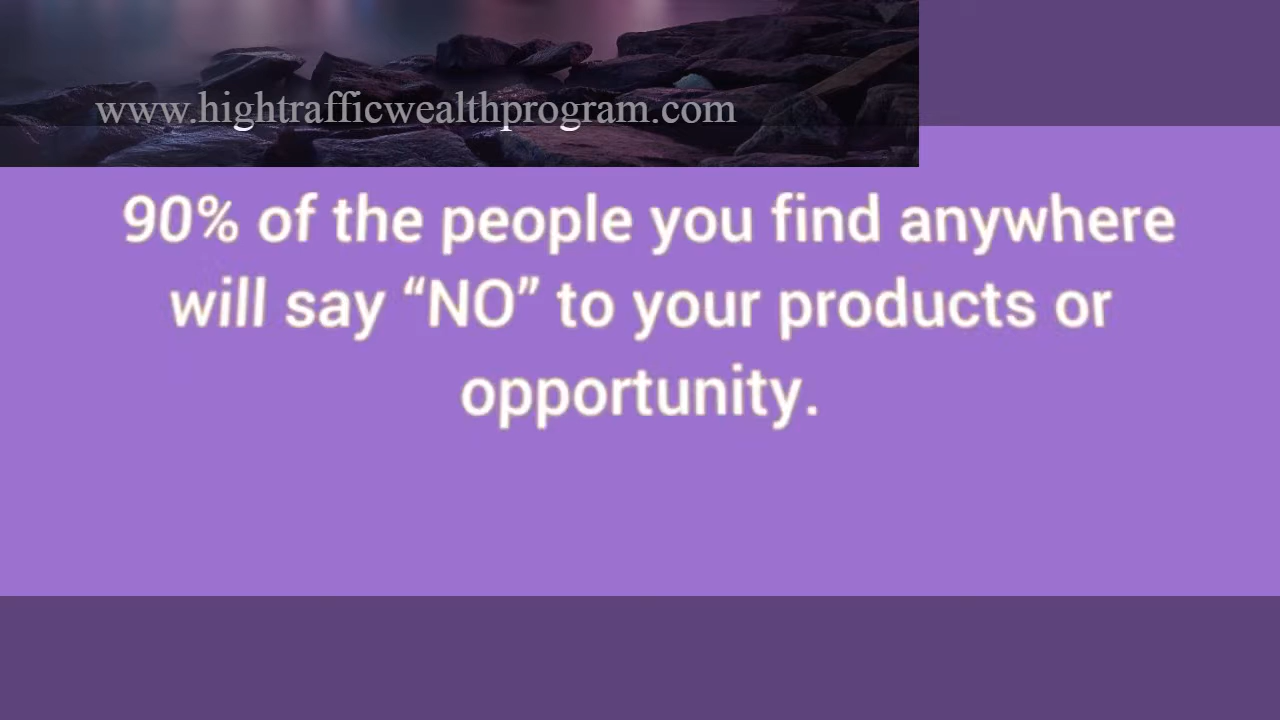 www.hightrafficwealthprogram.com
90% of the people you find anywhere
will say “NO” to your products or
opportunity.